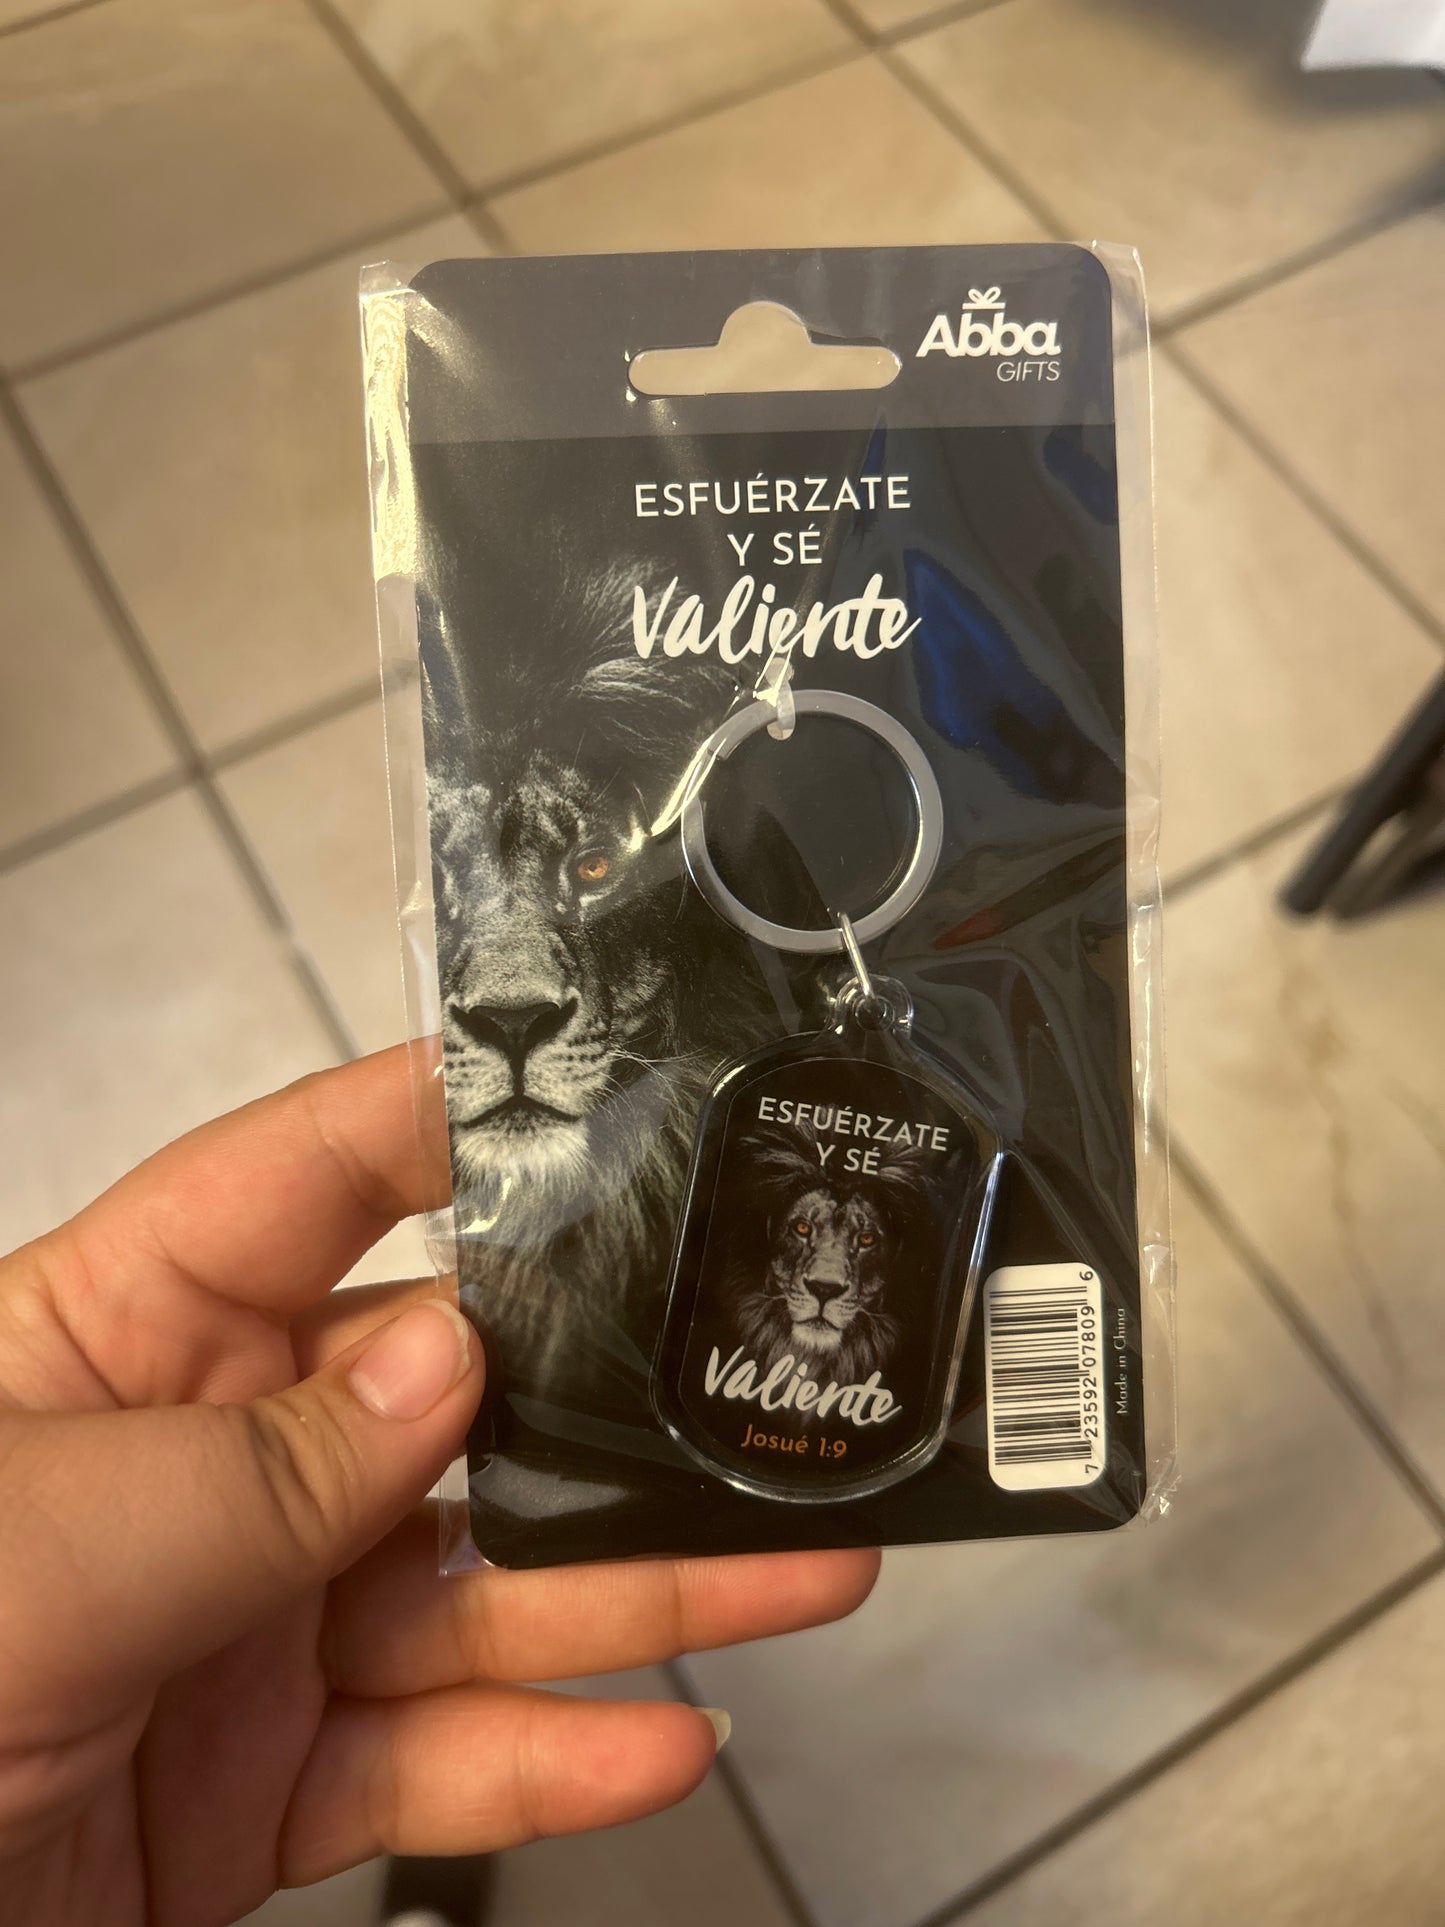 Abba
GIFTS
ESFUÉRZATE
Y SÉ
Valiente
ESFUÉRZATE
Y SÉ
Valiente
Josué 1:9
7 23592 07809 6
Made in China